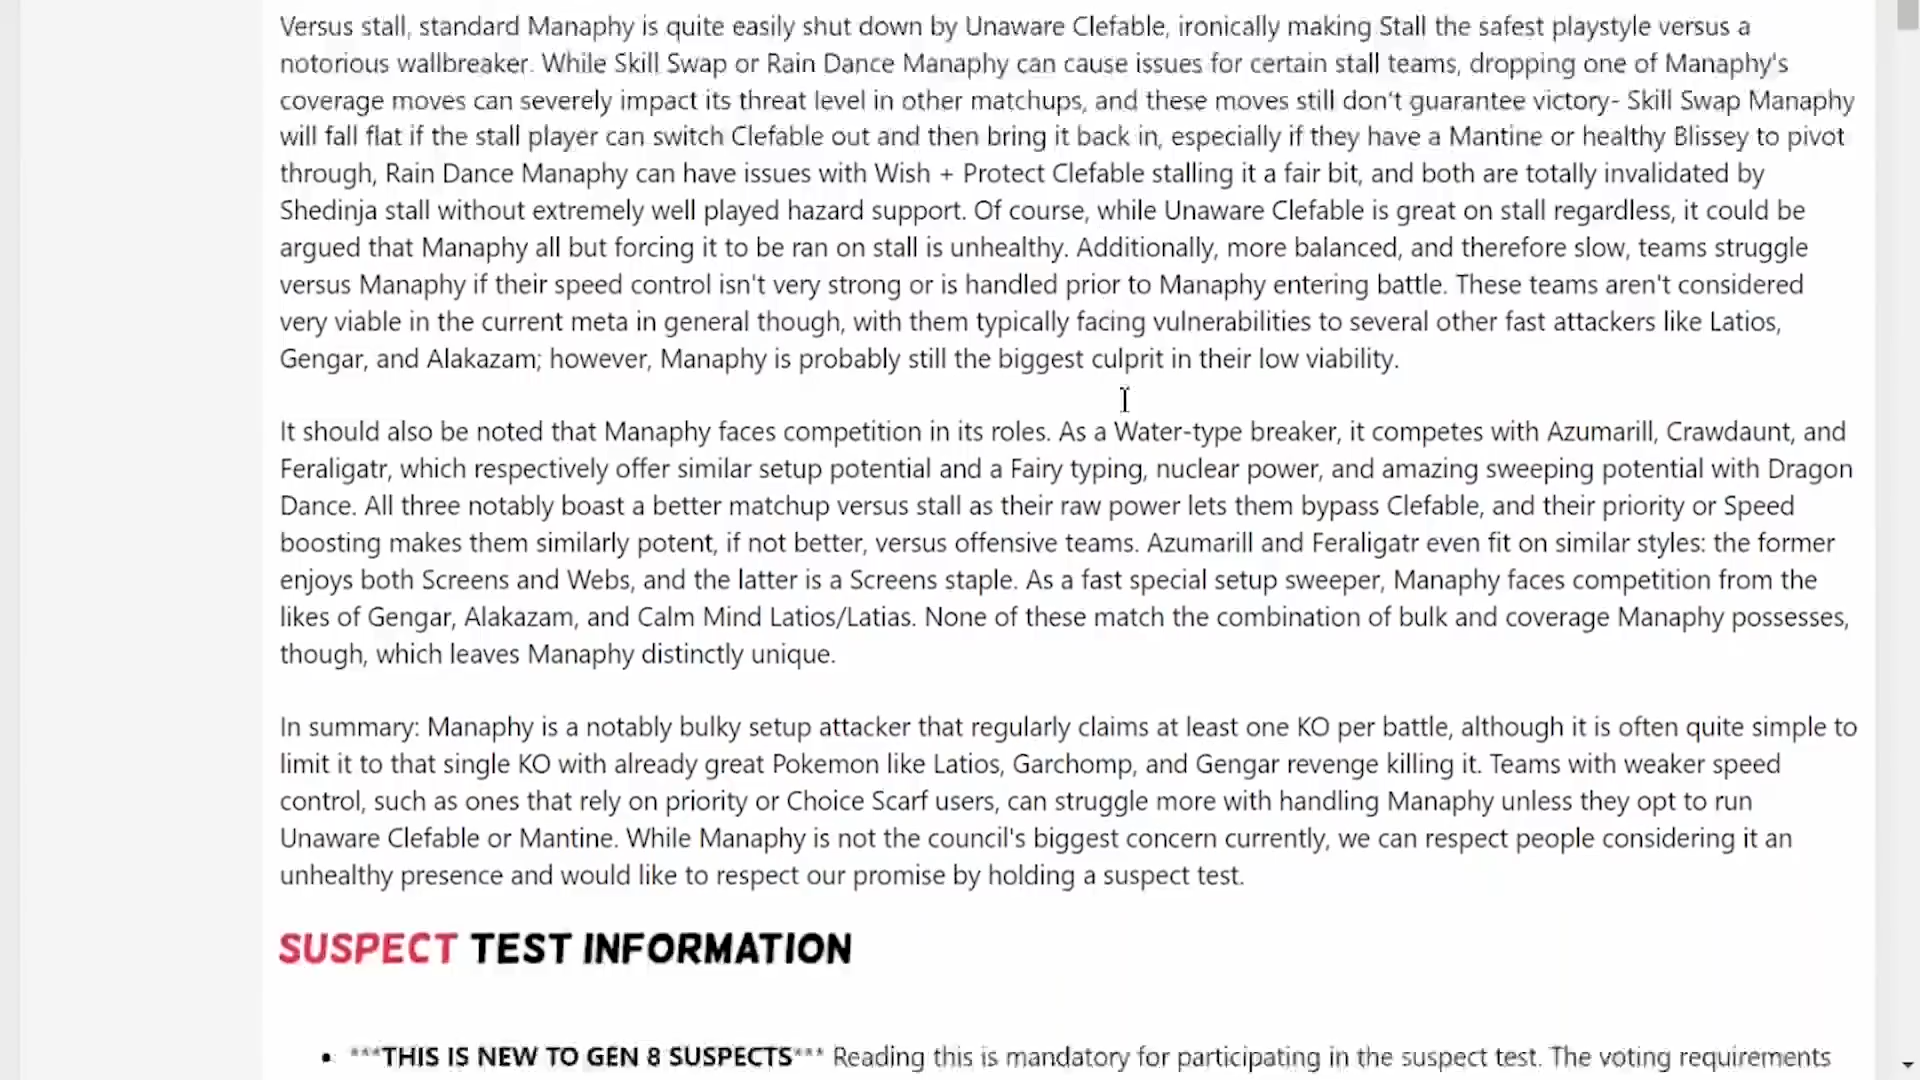 Versus stall, standard Manaphy is quite easily shut down by Unaware Clefable, ironically making Stall the safest playstyle versus a
notorious wallbreaker. While Skill Swap or Rain Dance Manaphy can cause issues for certain stall teams, dropping one of Manaphy's
coverage moves can severely impact its threat level in other matchups, and these moves still don't guarantee victory- Skill Swap Manaphy
will fall flat if the stall player can switch Clefable out and then bring it back in, especially if they have a Mantine or healthy Blissey to pivot
through, Rain Dance Manaphy can have issues with Wish + Protect Clefable stalling it a fair bit, and both are totally invalidated by
Shedinja stall without extremely well played hazard support. Of course, while Unaware Clefable is great on stall regardless, it could be
argued that Manaphy all but forcing it to be ran on stall is unhealthy. Additionally, more balanced, and therefore slow, teams struggle
versus Manaphy if their speed control isn't very strong or is handled prior to Manaphy entering battle. These teams aren't considered
very viable in the current meta in general though, with them typically facing vulnerabilities to several other fast attackers like Latios,
Gengar, and Alakazam; however, Manaphy is probably still the biggest culprit in their low viability.
It should also be noted that Manaphy faces competition in its roles. As a Water-type breaker, it competes with Azumarill, Crawdaunt, and
Feraligatr, which respectively offer similar setup potential and a Fairy typing, nuclear power, and amazing sweeping potential with Dragon
Dance. All three notably boast a better matchup versus stall as their raw power lets them bypass Clefable, and their priority or Speed
boosting makes them similarly potent, if not better, versus offensive teams. Azumarill and Feraligatr even fit on similar styles: the former
enjoys both Screens and Webs, and the latter is a Screens staple. As a fast special setup sweeper, Manaphy faces competition from the
likes of Gengar, Alakazam, and Calm Mind Latios/Latias. None of these match the combination of bulk and coverage Manaphy possesses,
though, which leaves Manaphy distinctly unique.
In summary: Manaphy is a notably bulky setup attacker that regularly claims at least one KO per battle, although it is often quite simple to
limit it to that single KO with already great Pokemon like Latios, Garchomp, and Gengar revenge killing it. Teams with weaker speed
control, such as ones that rely on priority or Choice Scarf users, can struggle more with handling Manaphy unless they opt to run
Unaware Clefable or Mantine. While Manaphy is not the council's biggest concern currently, we can respect people considering it an
unhealthy presence and would like to respect our promise by holding a suspect test.
SUSPECT TEST INFORMATION
• ***THIS IS NEW TO GEN 8 SUSPECTS*** Reading this is mandatory for participating in the suspect test. The voting requirements